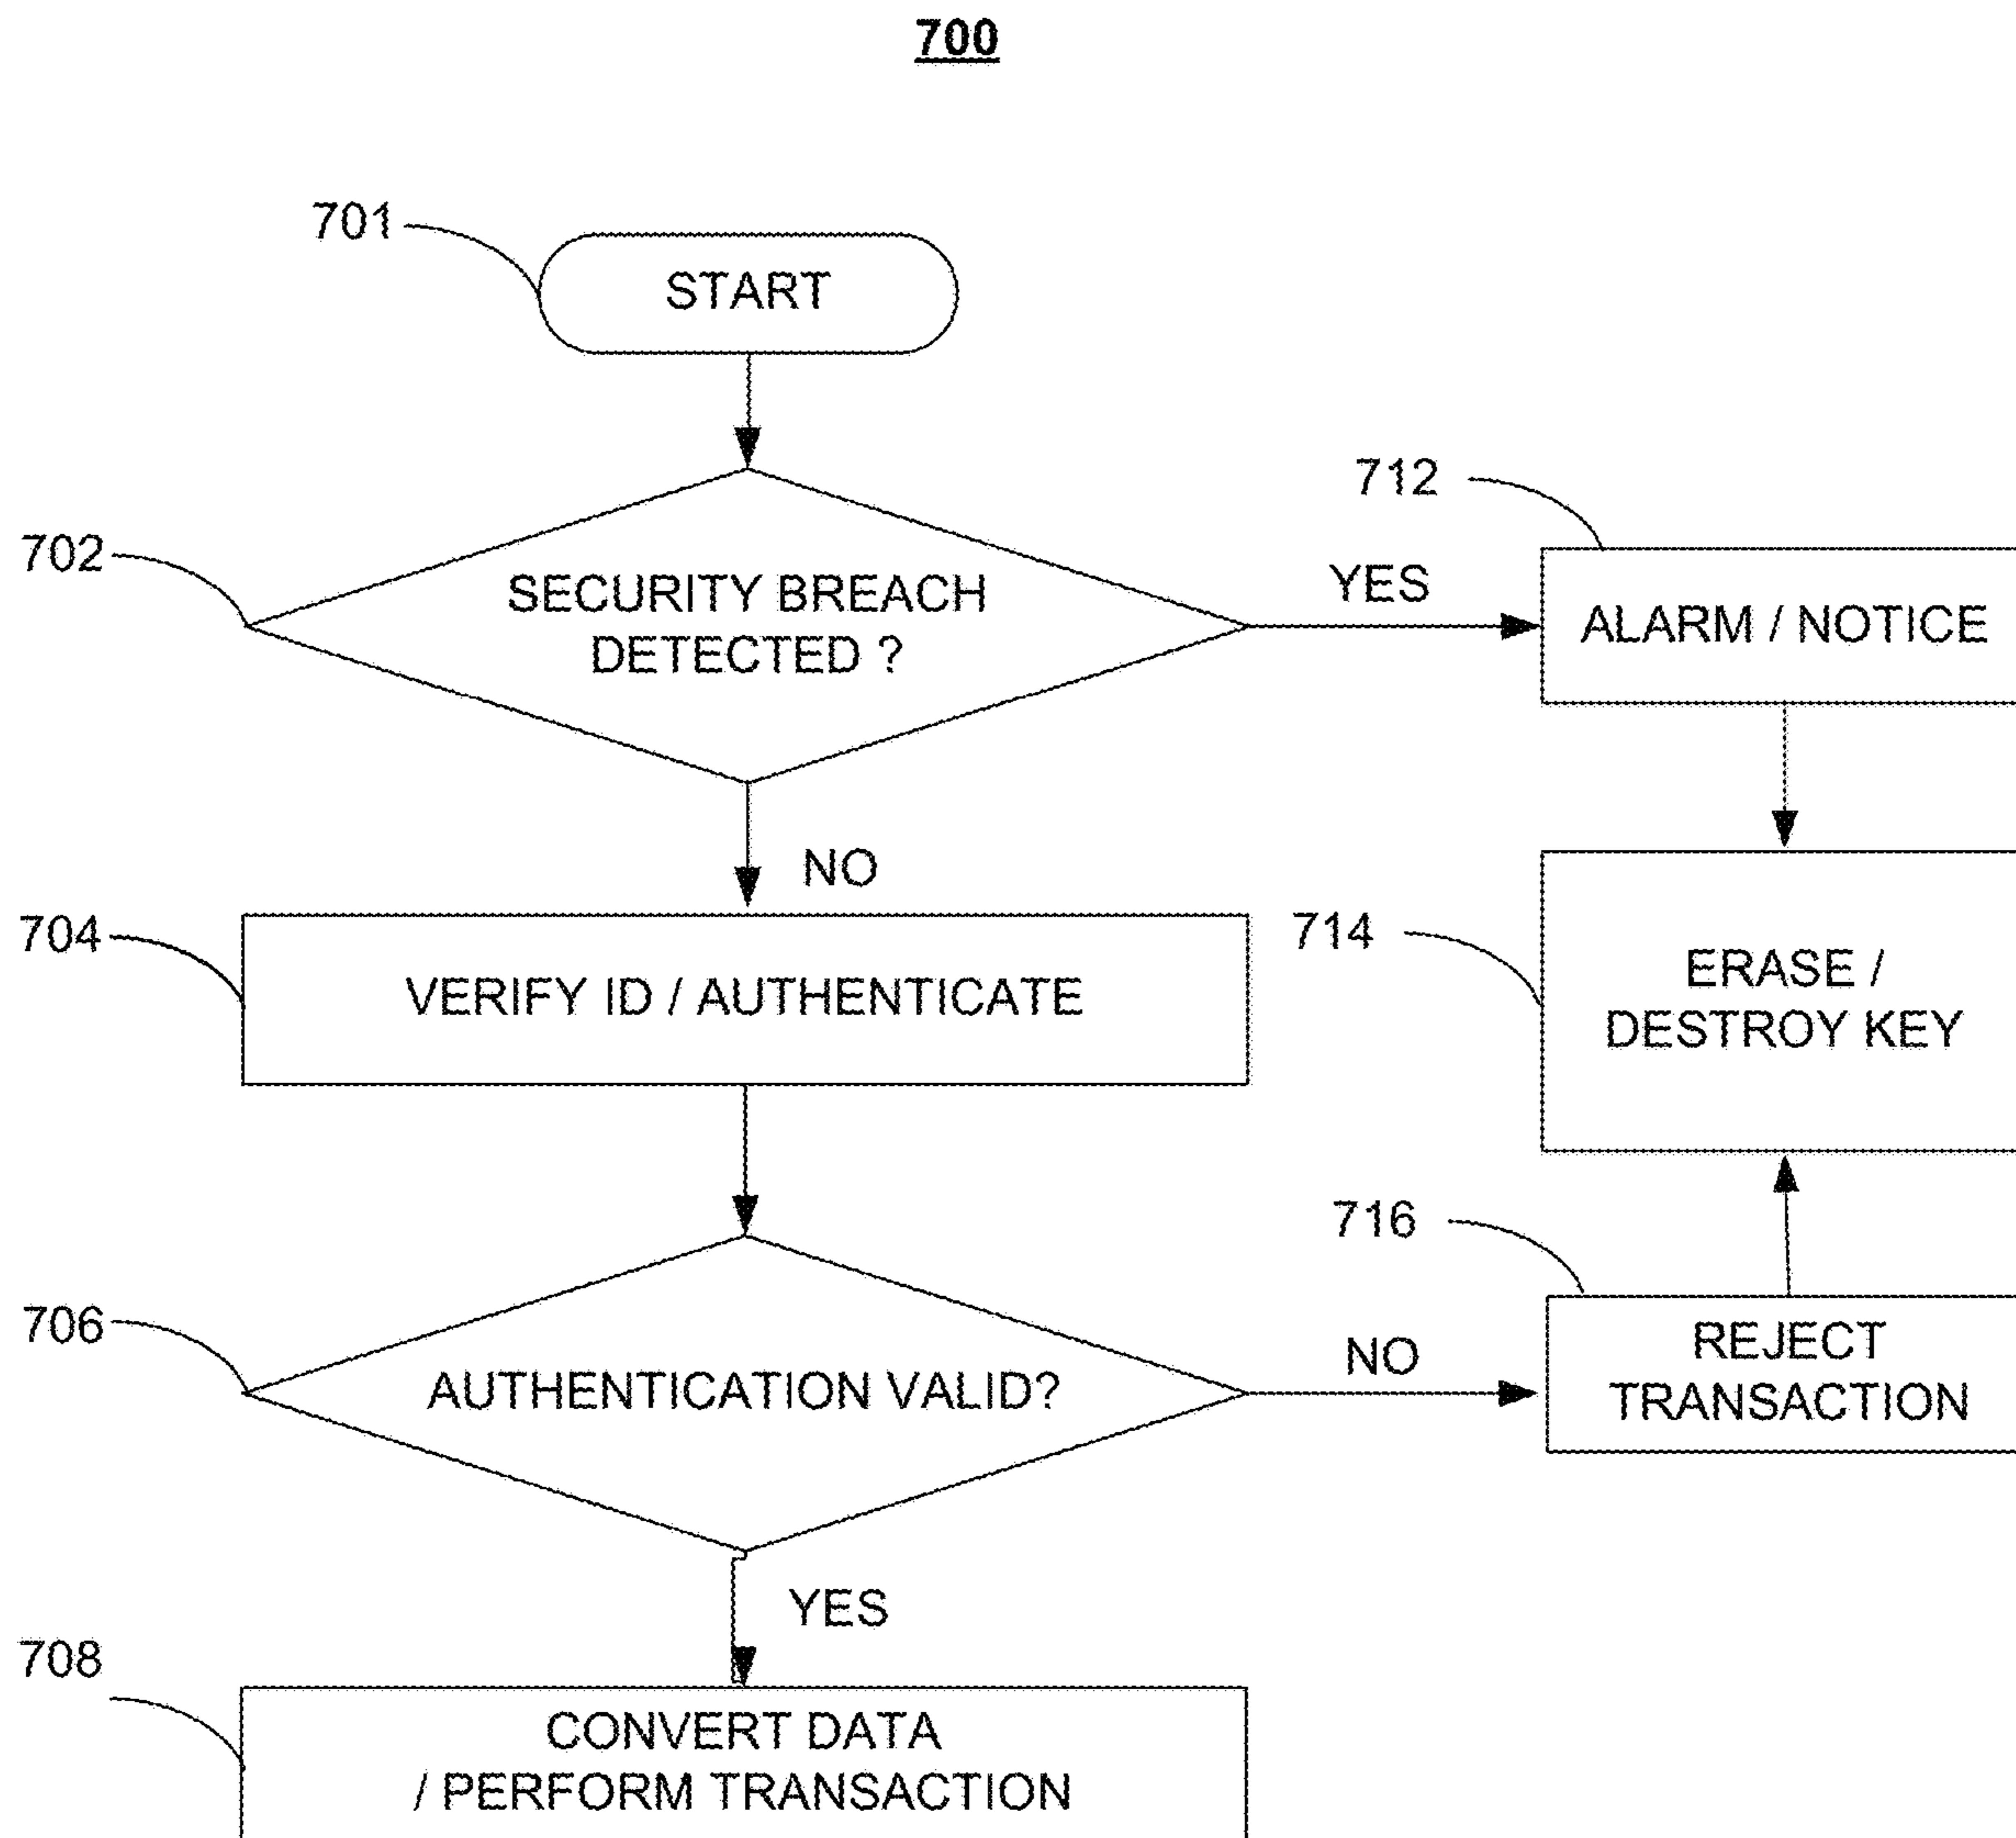 700
701
START
702
SECURITY BREACH
DETECTED ?
YES
712
ALARM / NOTICE
NO
704
VERIFY ID / AUTHENTICATE
714
ERASE /
DESTROY KEY
706
AUTHENTICATION VALID?
NO
716
REJECT
TRANSACTION
YES
708
CONVERT DATA
/ PERFORM TRANSACTION